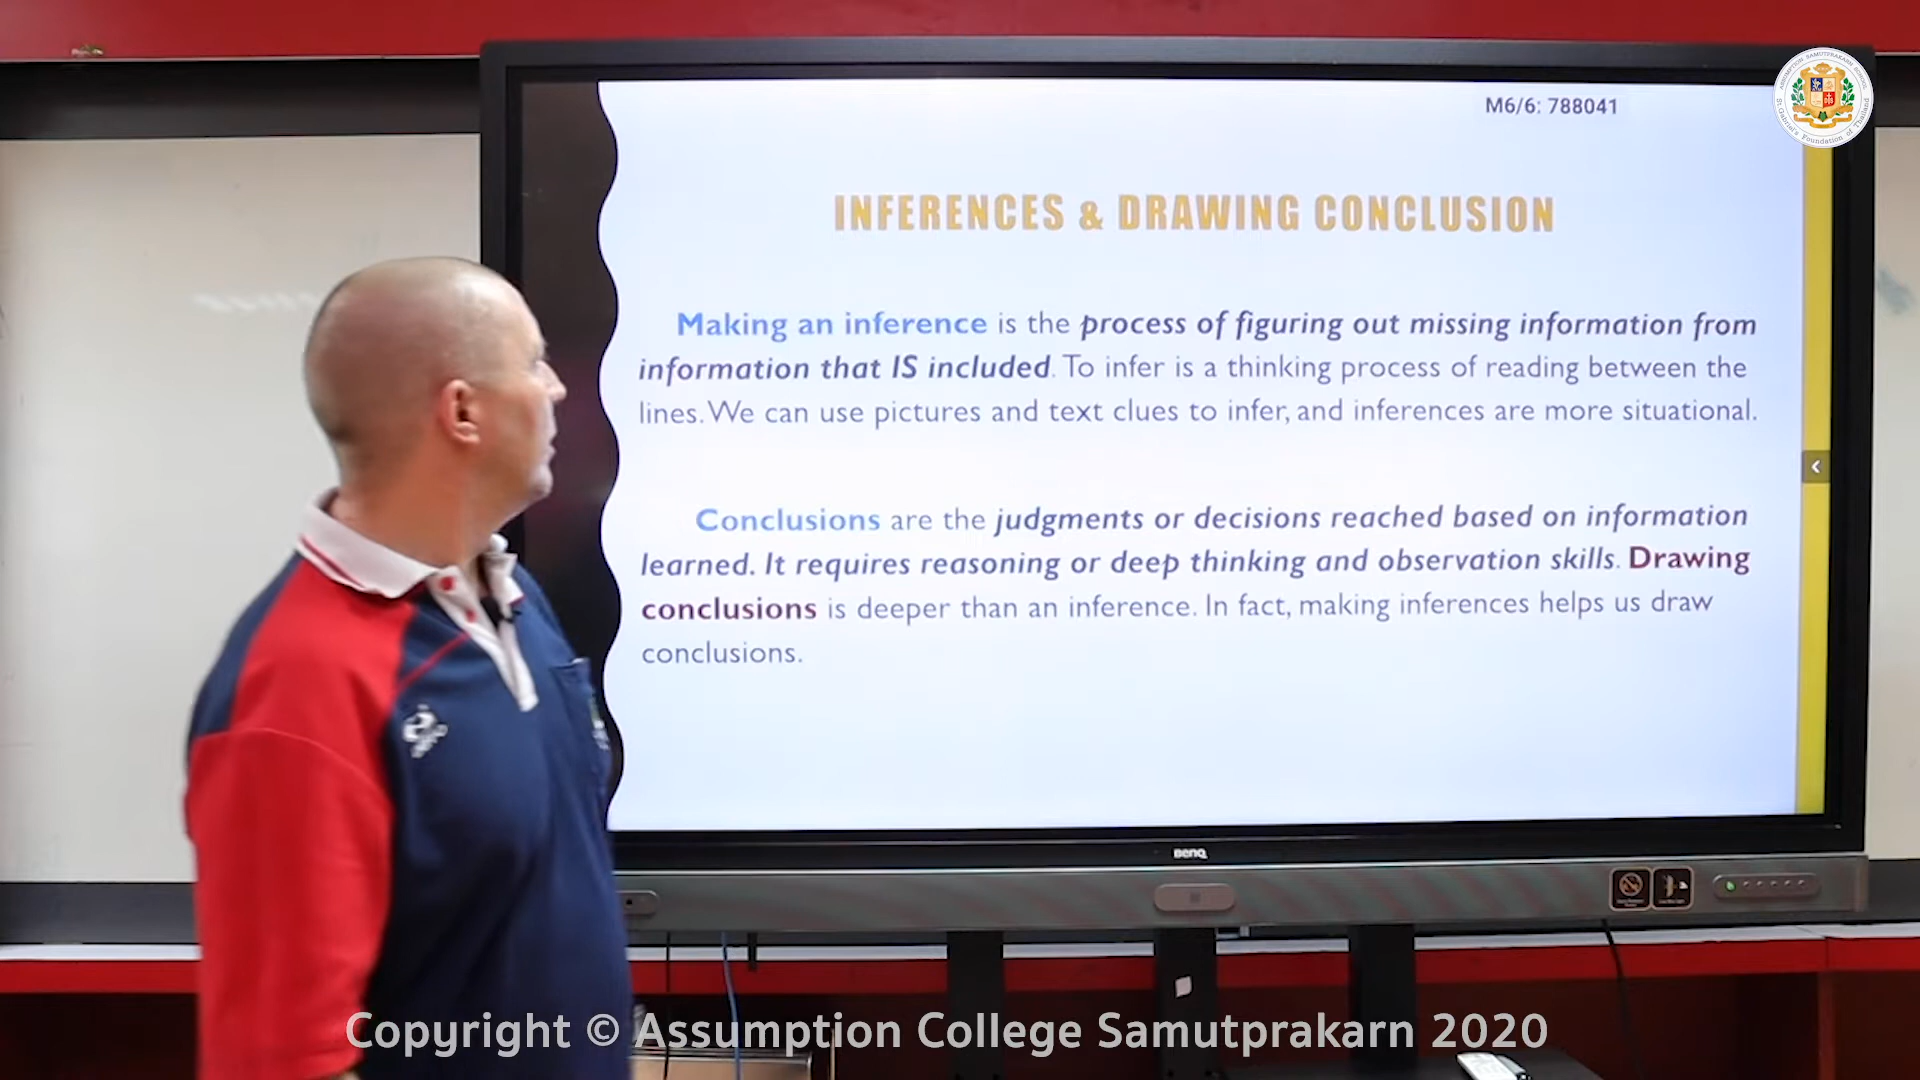 M6/6: 788041
INFERENCES & DRAWING CONCLUSION
Making an inference is the process of figuring out missing information from
information that IS included. To infer is a thinking process of reading between the
lines. We can use pictures and text clues to infer, and inferences are more situational.
Conclusions are the judgments or decisions reached based on information
learned. It requires reasoning or deep thinking and observation skills. Drawing
conclusions is deeper than an inference. In fact, making inferences helps us draw
conclusions.
BenQ
Copyright © Assumption College Samutprakarn 2020